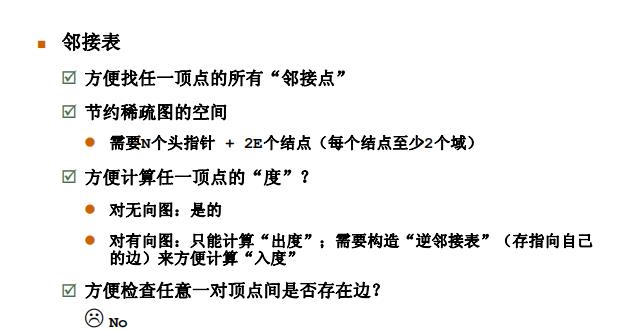 邻接表
方便找任一顶点的所有“邻接点”
节约稀疏图的空间
需要N个头指针 + 2E个结点（每个结点至少2个域）
方便计算任一顶点的“度”？
对无向图：是的
对有向图：只能计算“出度”；需要构造“逆邻接表”（存指向自己
的边）来方便计算“入度”
方便检查任意一对顶点间是否存在边？
No